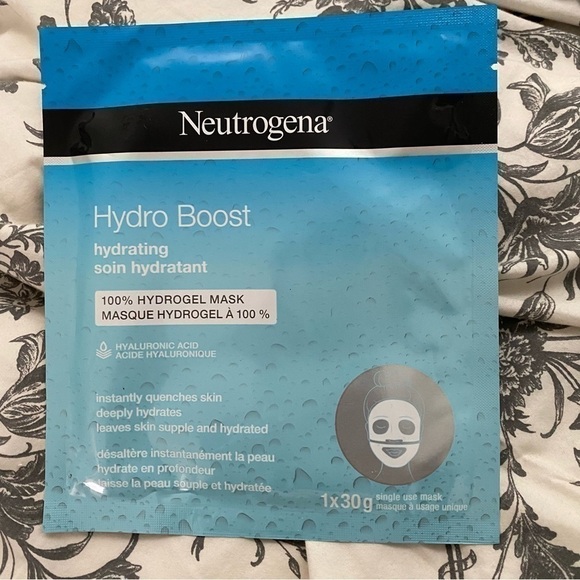 Neutrogena®
Hydro Boost
hydrating
soin hydratant
100% HYDROGEL MASK
MASQUE HYDROGEL À 100 %
HYALURONIC ACID
ACIDE HYALURONIQUE
instantly quenches skin
deeply hydrates
leaves skin supple and hydrated
désaltère instantanément la peau
hydrate en profondeur
laisse la peau souple et hydratée
1x30g
single use mask
masque à usage unique